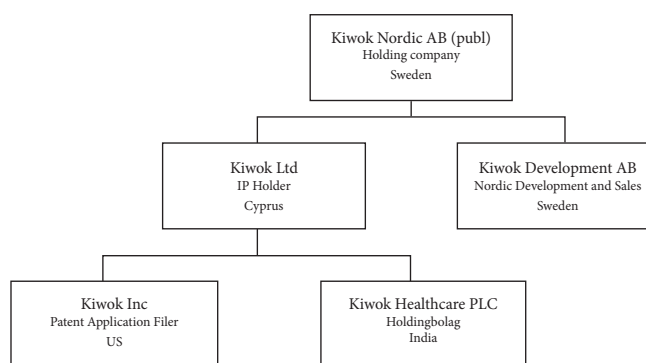 Kiwok Nordic AB (publ)
Holding company
Sweden
Kiwok Ltd
IP Holder
Cyprus
Kiwok Development AB
Nordic Development and Sales
Sweden
Kiwok Inc
Patent Application Filer
US
Kiwok Healthcare PLC
Holdingbolag
India